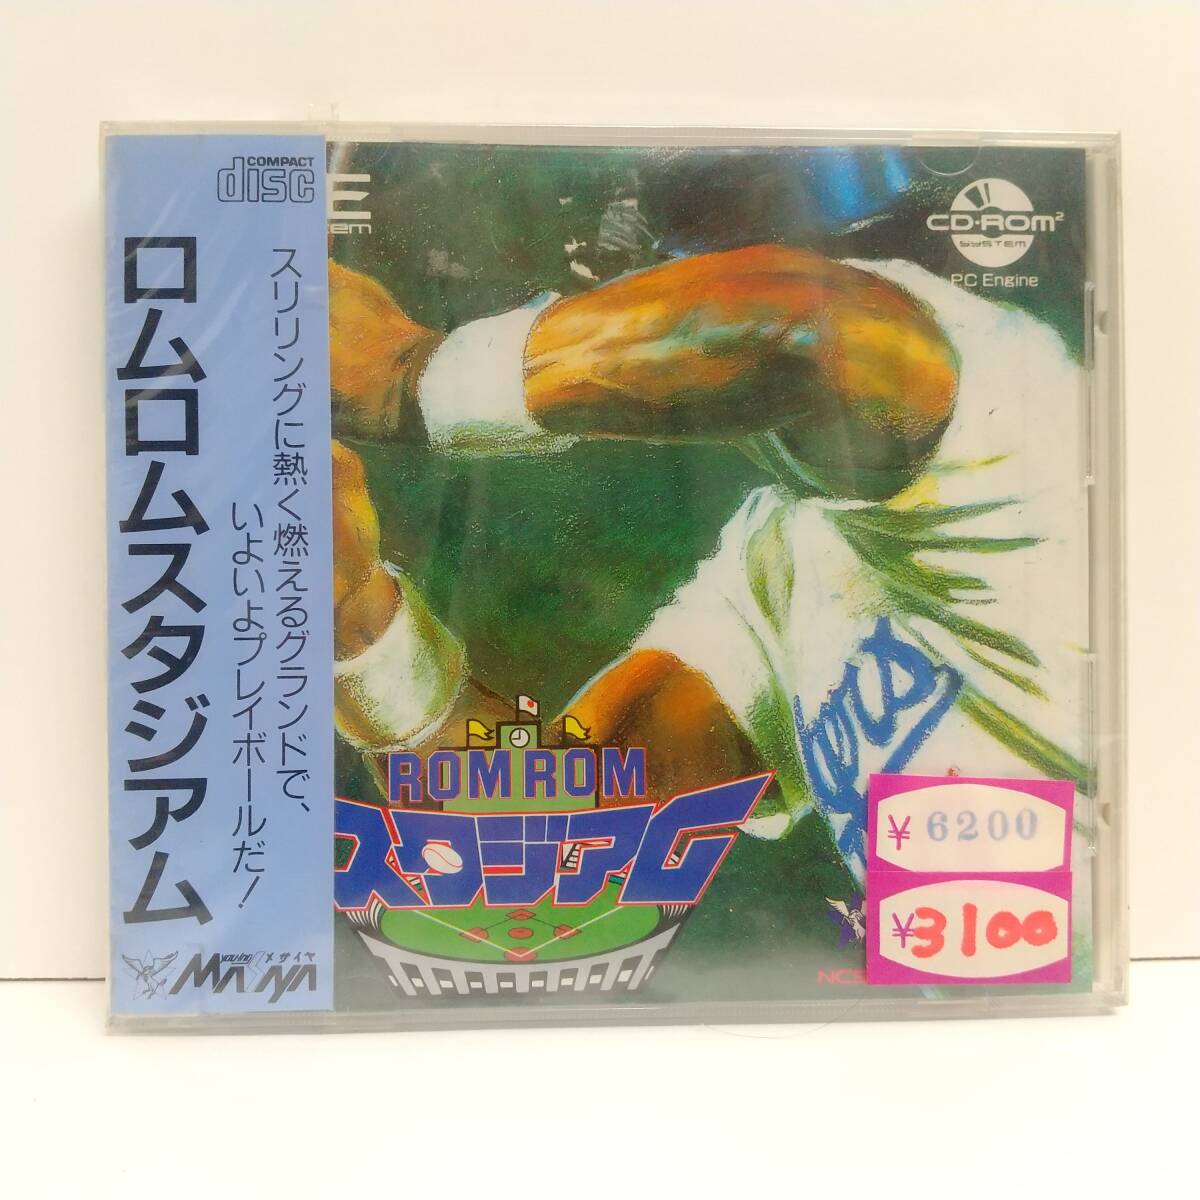 COMPACT
disc
ロムロムスタジアム
スリリングに熱く燃えるグランドで、
いよいよプレイボールだ!
メサイヤ
MASAYA
E
CD-ROM²
SYSTEM
PC Engine
ROM ROM
スタジアム
¥ 6200
¥3100
NCS